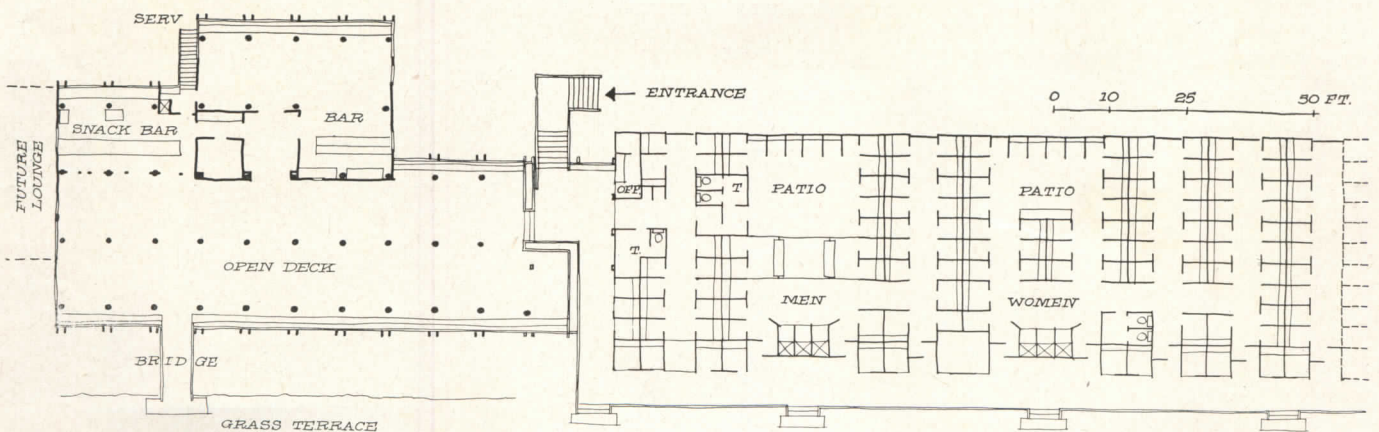 SERV
ENTRANCE
0 10 25 50 FT.
SNACK BAR
BAR
FUTURE
LOUNGE
OFF.
T.
PATIO
PATIO
T.
OPEN DECK
MEN
WOMEN
BRIDGE
GRASS TERRACE